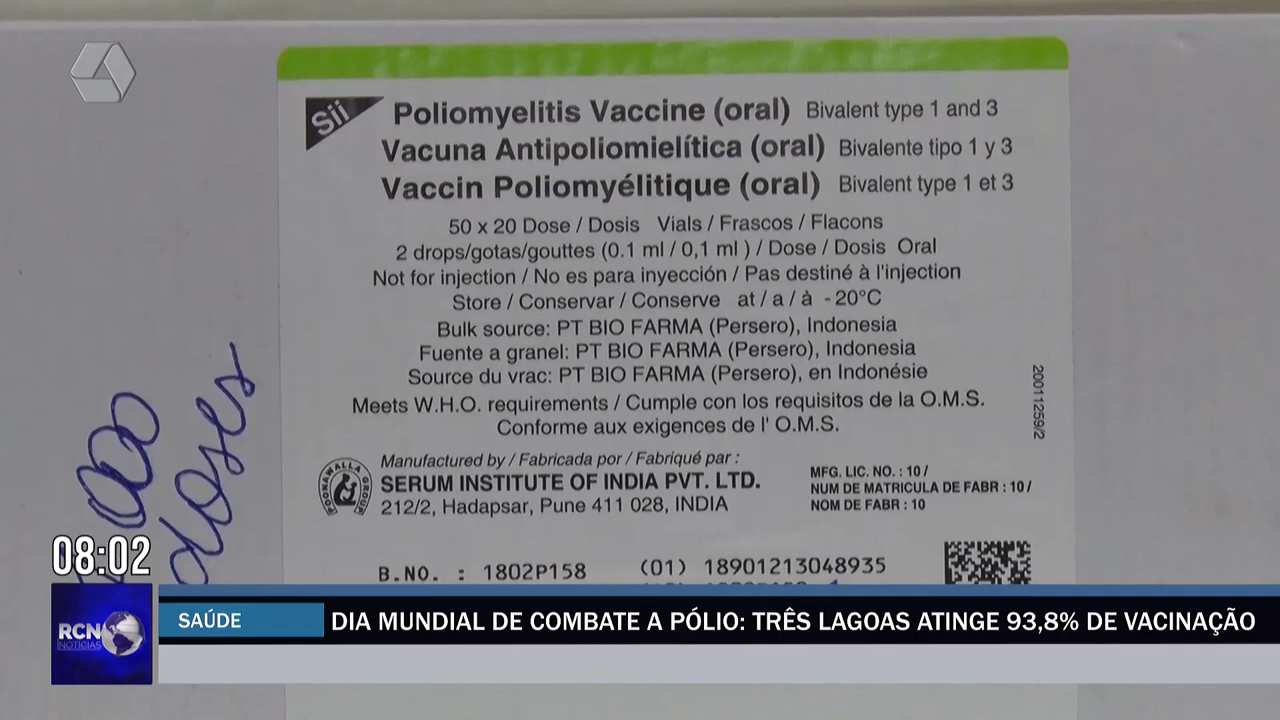 Sii
Poliomyelitis Vaccine (oral) Bivalent type 1 and 3
Vacuna Antipoliomielítica (oral) Bivalente tipo 1 y 3
Vaccin Poliomyélitique (oral) Bivalent type 1 et 3
50 x 20 Dose / Dosis Vials / Frascos / Flacons
2 drops/gotas/gouttes (0.1 ml / 0,1 ml ) / Dose / Dosis Oral
Not for injection / No es para inyección / Pas destiné à l'injection
Store / Conservar / Conserve at / a / à - 20°C
Bulk source: PT BIO FARMA (Persero), Indonesia
Fuente a granel: PT BIO FARMA (Persero), Indonesia
Source du vrac: PT BIO FARMA (Persero), en Indonésie
Meets W.H.O. requirements / Cumple con los requisitos de la O.M.S.
Conforme aux exigences de l' O.M.S.
20011259/2
POONAWALLA GROUP
Manufactured by / Fabricada por / Fabriqué par :
SERUM INSTITUTE OF INDIA PVT. LTD.
212/2, Hadapsar, Pune 411 028, INDIA
MFG. LIC. NO. : 10 /
NUM DE MATRICULA DE FABR : 10 /
NOM DE FABR : 10
B.NO. : 1802P158
(01) 18901213048935
doses
08:02
RCN
NOTÍCIAS
SAÚDE
DIA MUNDIAL DE COMBATE A PÓLIO: TRÊS LAGOAS ATINGE 93,8% DE VACINAÇÃO